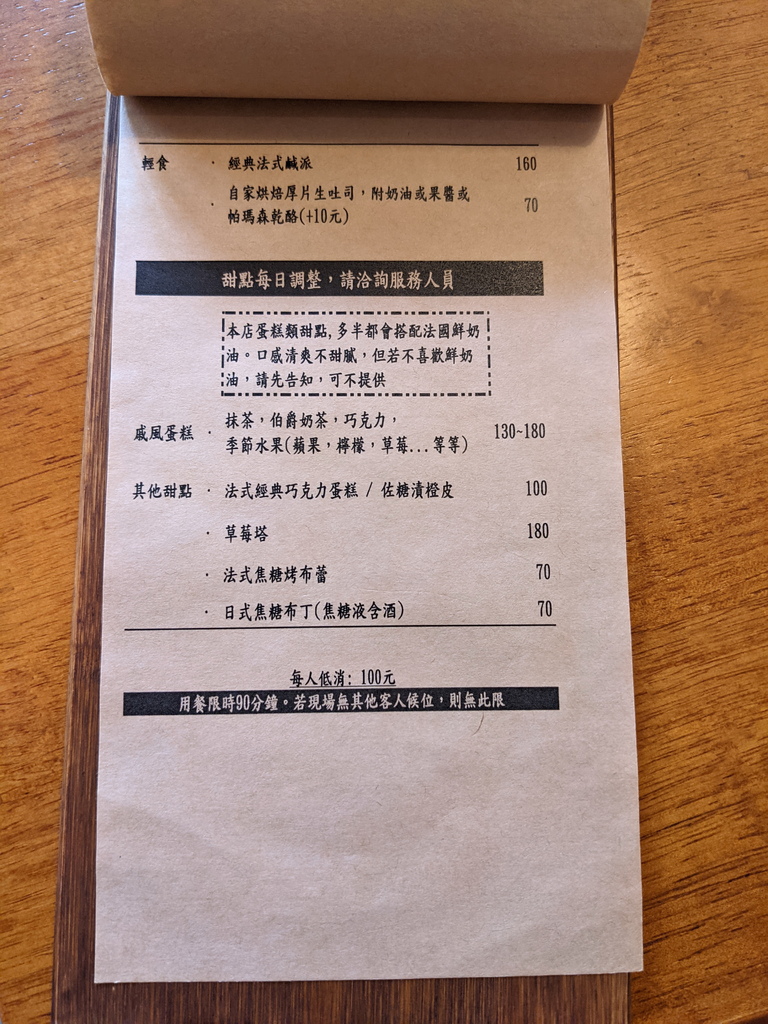 輕食 · 經典法式鹹派 160
· 自家烘焙厚片生吐司，附奶油或果醬或 70
帕瑪森乾酪(+10元)
甜點每日調整，請洽詢服務人員
本店蛋糕類甜點,多半都會搭配法國鮮奶
油。口感清爽不甜膩，但若不喜歡鮮奶
油，請先告知，可不提供
戚風蛋糕 · 抹茶，伯爵奶茶，巧克力， 130~180
季節水果(蘋果，檸檬，草莓...等等)
其他甜點 · 法式經典巧克力蛋糕 / 佐糖漬橙皮 100
· 草莓塔 180
· 法式焦糖烤布蕾 70
· 日式焦糖布丁(焦糖液含酒) 70
每人低消: 100元
用餐限時90分鐘。若現場無其他客人候位，則無此限